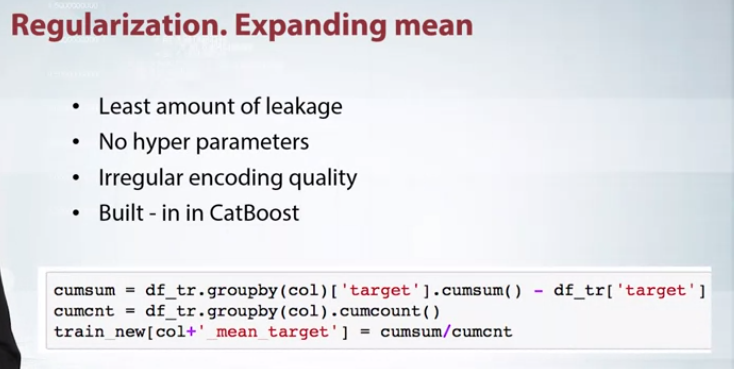 Regularization. Expanding mean
• Least amount of leakage
• No hyper parameters
• Irregular encoding quality
• Built - in in CatBoost
cumsum = df_tr.groupby(col)['target'].cumsum() - df_tr['target']
cumcnt = df_tr.groupby(col).cumcount()
train_new[col+'_mean_target'] = cumsum/cumcnt